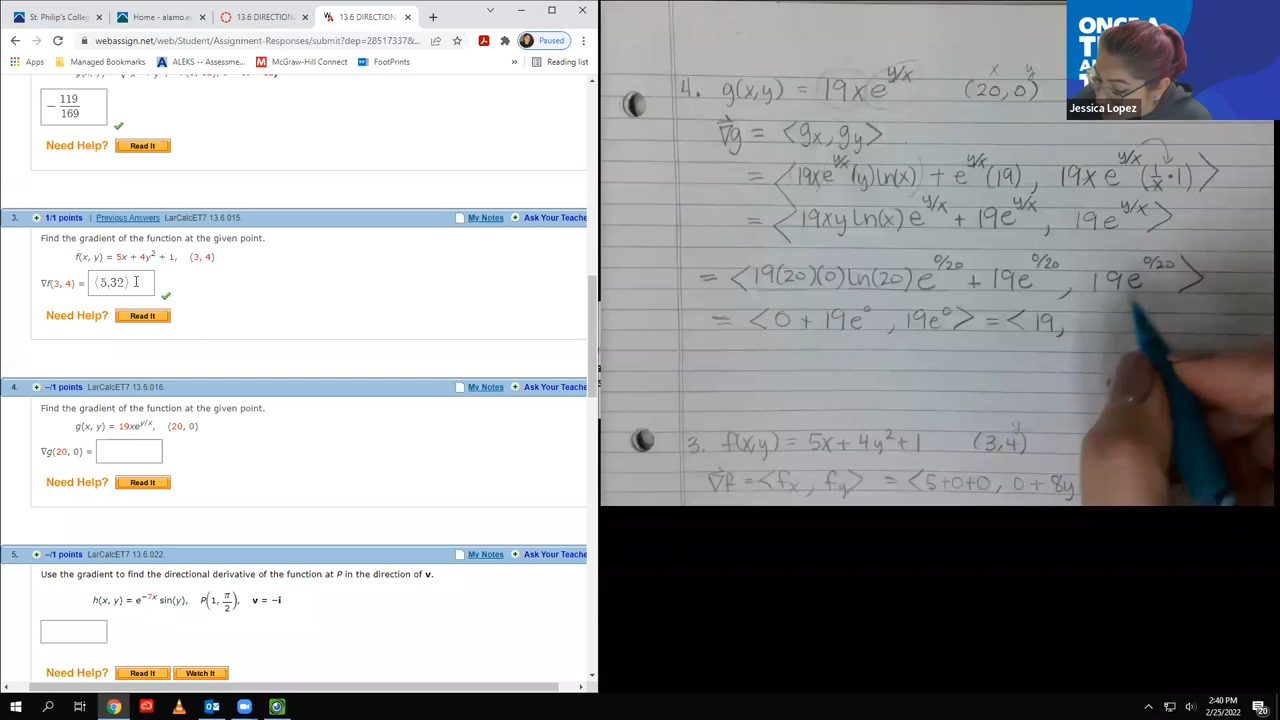 St. Philip's Colleg
Home - alamo.ed
13.6 DIRECTION
13.6 DIRECTION
webassign.net/web/Student/Assignment-Responses/submit?dep=28517337&...
Paused
Apps
Managed Bookmarks
ALEKS -- Assessme...
McGraw-Hill Connect
FootPrints
Reading list
- 119/169
Need Help? Read It
3. 1/1 points | Previous Answers LarCalcET7 13.6.015. My Notes Ask Your Teache
Find the gradient of the function at the given point.
f(x, y) = 5x + 4y² + 1, (3, 4)
∇f(3, 4) = ⟨5,32⟩
Need Help? Read It
4. –/1 points LarCalcET7 13.6.016. My Notes Ask Your Teache
Find the gradient of the function at the given point.
g(x, y) = 19xe^{y/x}, (20, 0)
∇g(20, 0) =
Need Help? Read It
5. –/1 points LarCalcET7 13.6.022. My Notes Ask Your Teache
Use the gradient to find the directional derivative of the function at P in the direction of v.
h(x, y) = e^{-7x} sin(y), P(1, π/2), v = -i
Need Help? Read It Watch It
ONCE A
Jessica Lopez
x y
4. g(x,y) = 19xe^{y/x} (20,0)
∇g = <gx, gy>
= <19xe^{y/x}(y)ln(x) + e^{y/x}(19), 19xe^{y/x}(1/x·1)>
= <19xy ln(x)e^{y/x} + 19e^{y/x}, 19e^{y/x}>
= <19(20)(0)ln(20)e^{0/20} + 19e^{0/20}, 19e^{0/20}>
= <0 + 19e^0, 19e^0> = <19,
y
3. f(x,y) = 5x + 4y² + 1 (3,4)
∇f = <fx, fy> = <5+0+0, 0+8y
2:40 PM
2/25/2022
20